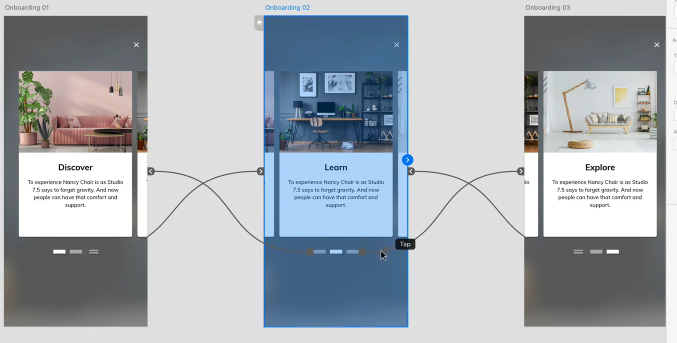 Onboarding 01
Onboarding 02
Onboarding 03
Discover
To experience Nancy Chair is as Studio
7.5 says to forget gravity. And now
people can have that comfort and
support.
Learn
To experience Nancy Chair is as Studio
7.5 says to forget gravity. And now
people can have that comfort and
support.
Explore
To experience Nancy Chair is as Studio
7.5 says to forget gravity. And now
people can have that comfort and
support.
Tap